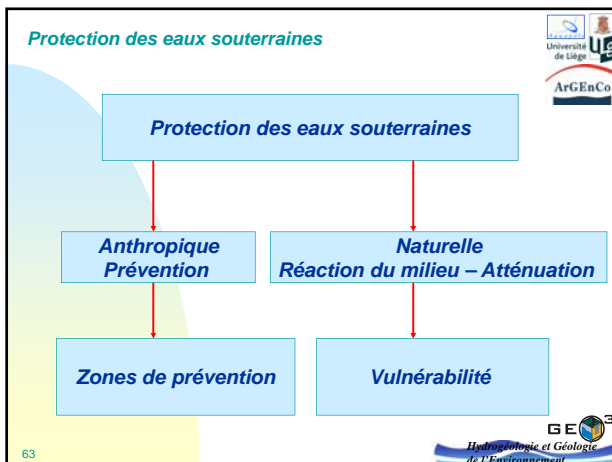 Protection des eaux souterraines
Université
de Liège
ArGEnCo
Protection des eaux souterraines
Anthropique
Prévention
Naturelle
Réaction du milieu – Atténuation
Zones de prévention
Vulnérabilité
GEO³
Hydrogéologie et Géologie
de l'Environnement
63